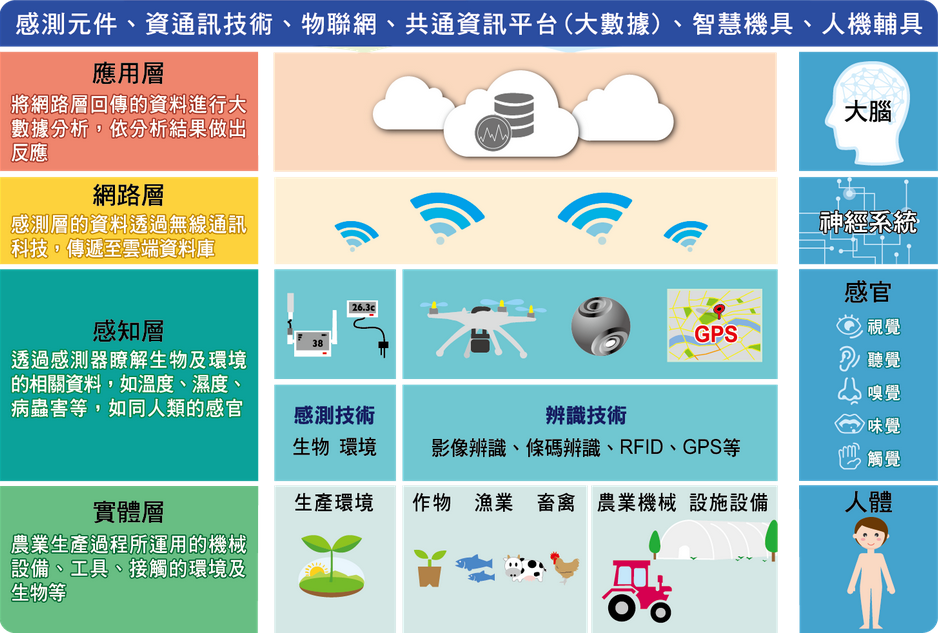 感測元件、資通訊技術、物聯網、共通資訊平台（大數據）、智慧機具、人機輔具
應用層
將網路層回傳的資料進行大
數據分析，依分析結果做出
反應
大腦
網路層
感測層的資料透過無線通訊
科技，傳遞至雲端資料庫
神經系統
感知層
透過感測器瞭解生物及環境
的相關資料，如溫度、濕度、
病蟲害等，如同人類的感官
26.3c
38
GPS
感測技術
生物 環境
辨識技術
影像辨識、條碼辨識、RFID、GPS等
感官
視覺
聽覺
嗅覺
味覺
觸覺
實體層
農業生產過程所運用的機械
設備、工具、接觸的環境及
生物等
生產環境
作物 漁業 畜禽
農業機械 設施設備
人體